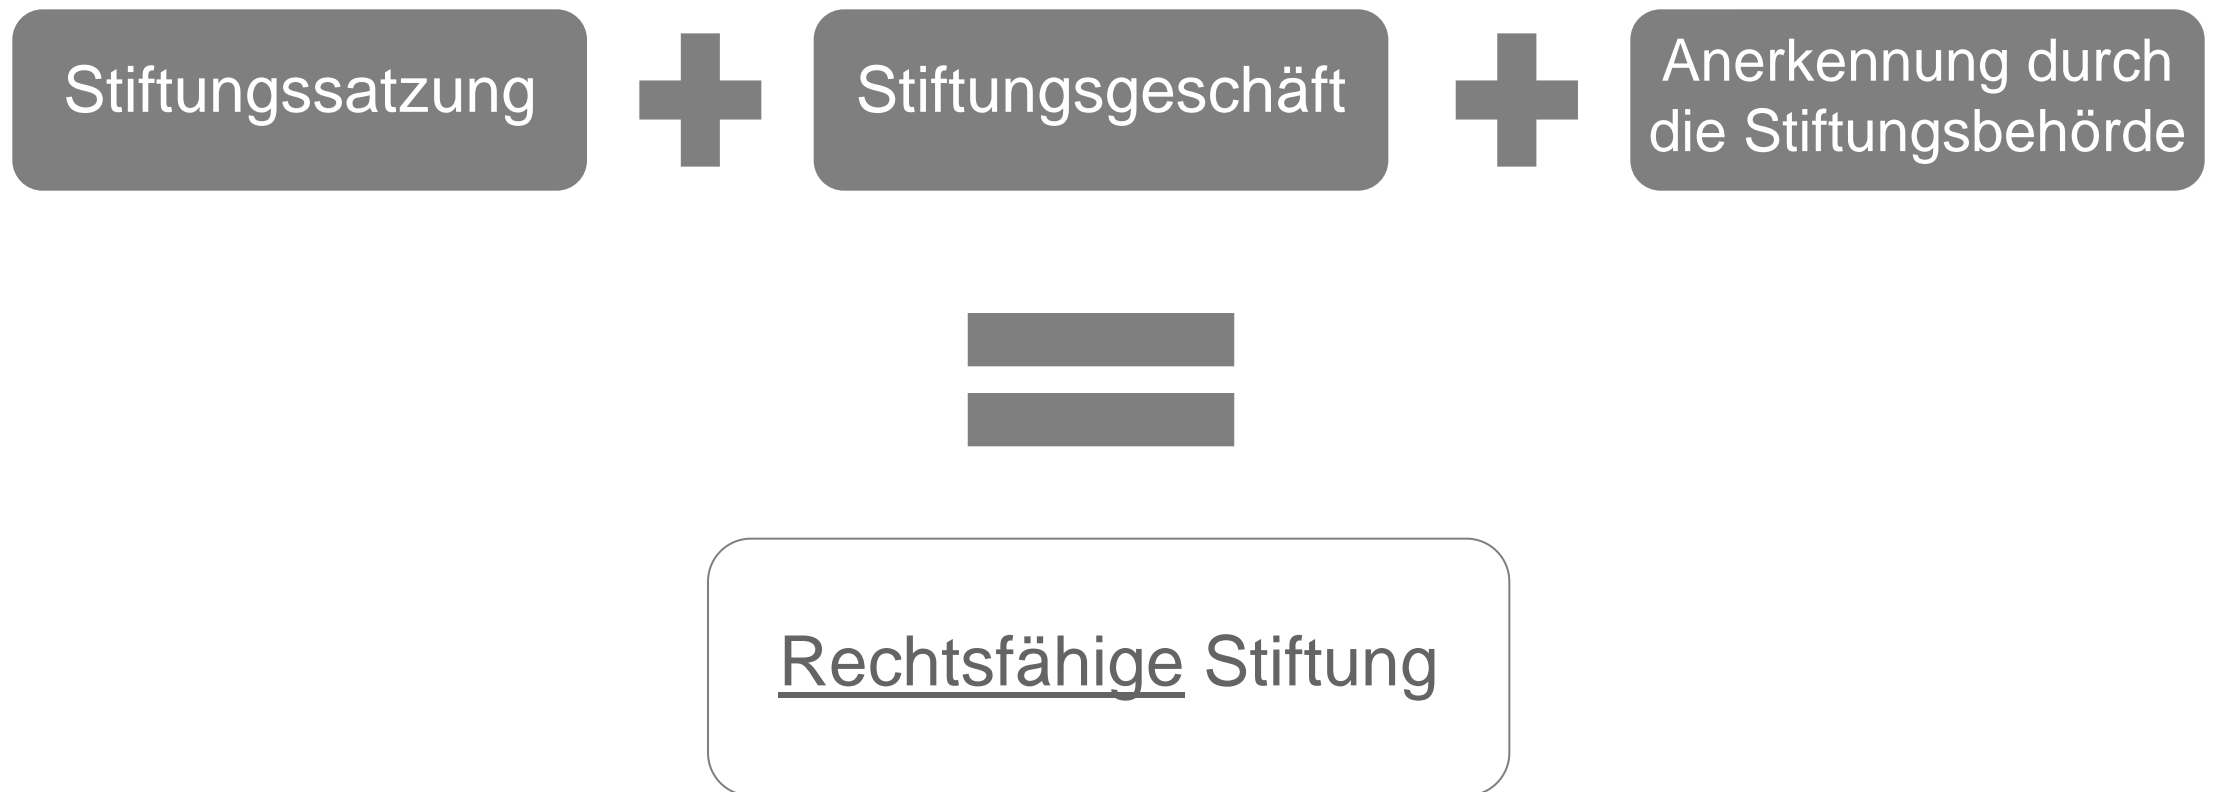 Stiftungssatzung
Stiftungsgeschäft
Anerkennung durch
die Stiftungsbehörde
Rechtsfähige Stiftung